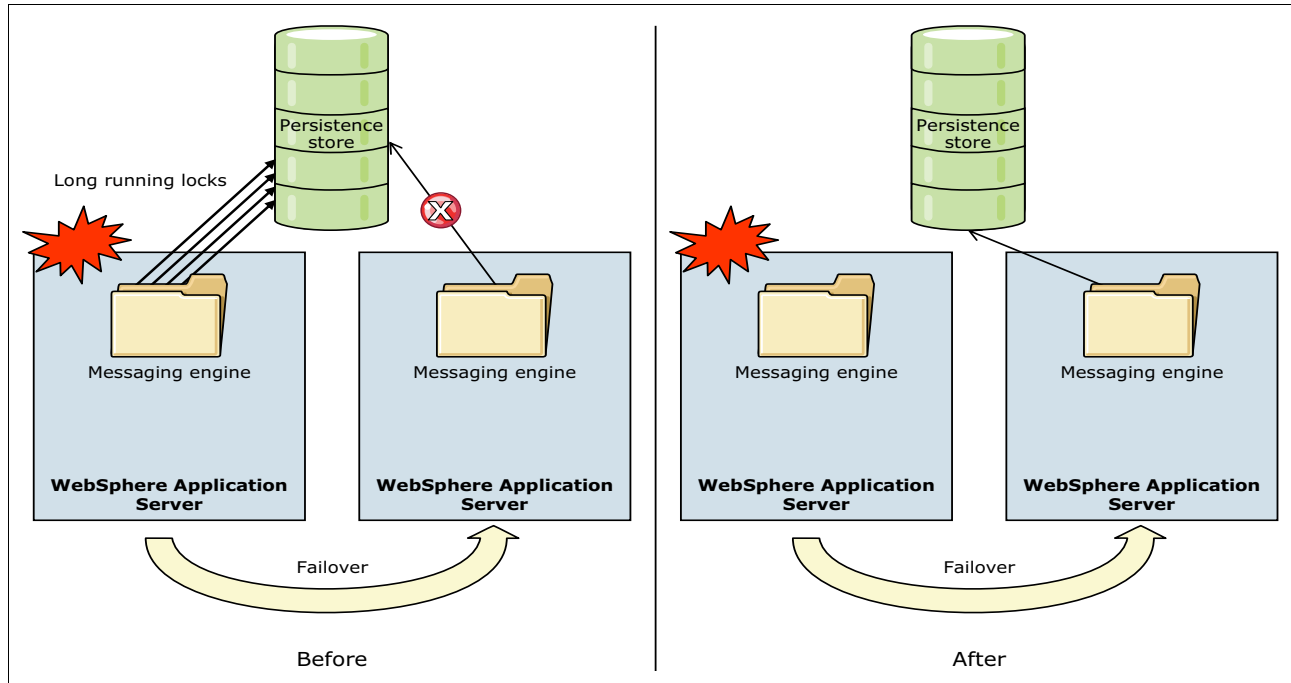 Persistence
store
Long running locks
X
Messaging engine
WebSphere Application
Server
Messaging engine
WebSphere Application
Server
Failover
Before
Persistence
store
Messaging engine
WebSphere Application
Server
Messaging engine
WebSphere Application
Server
Failover
After